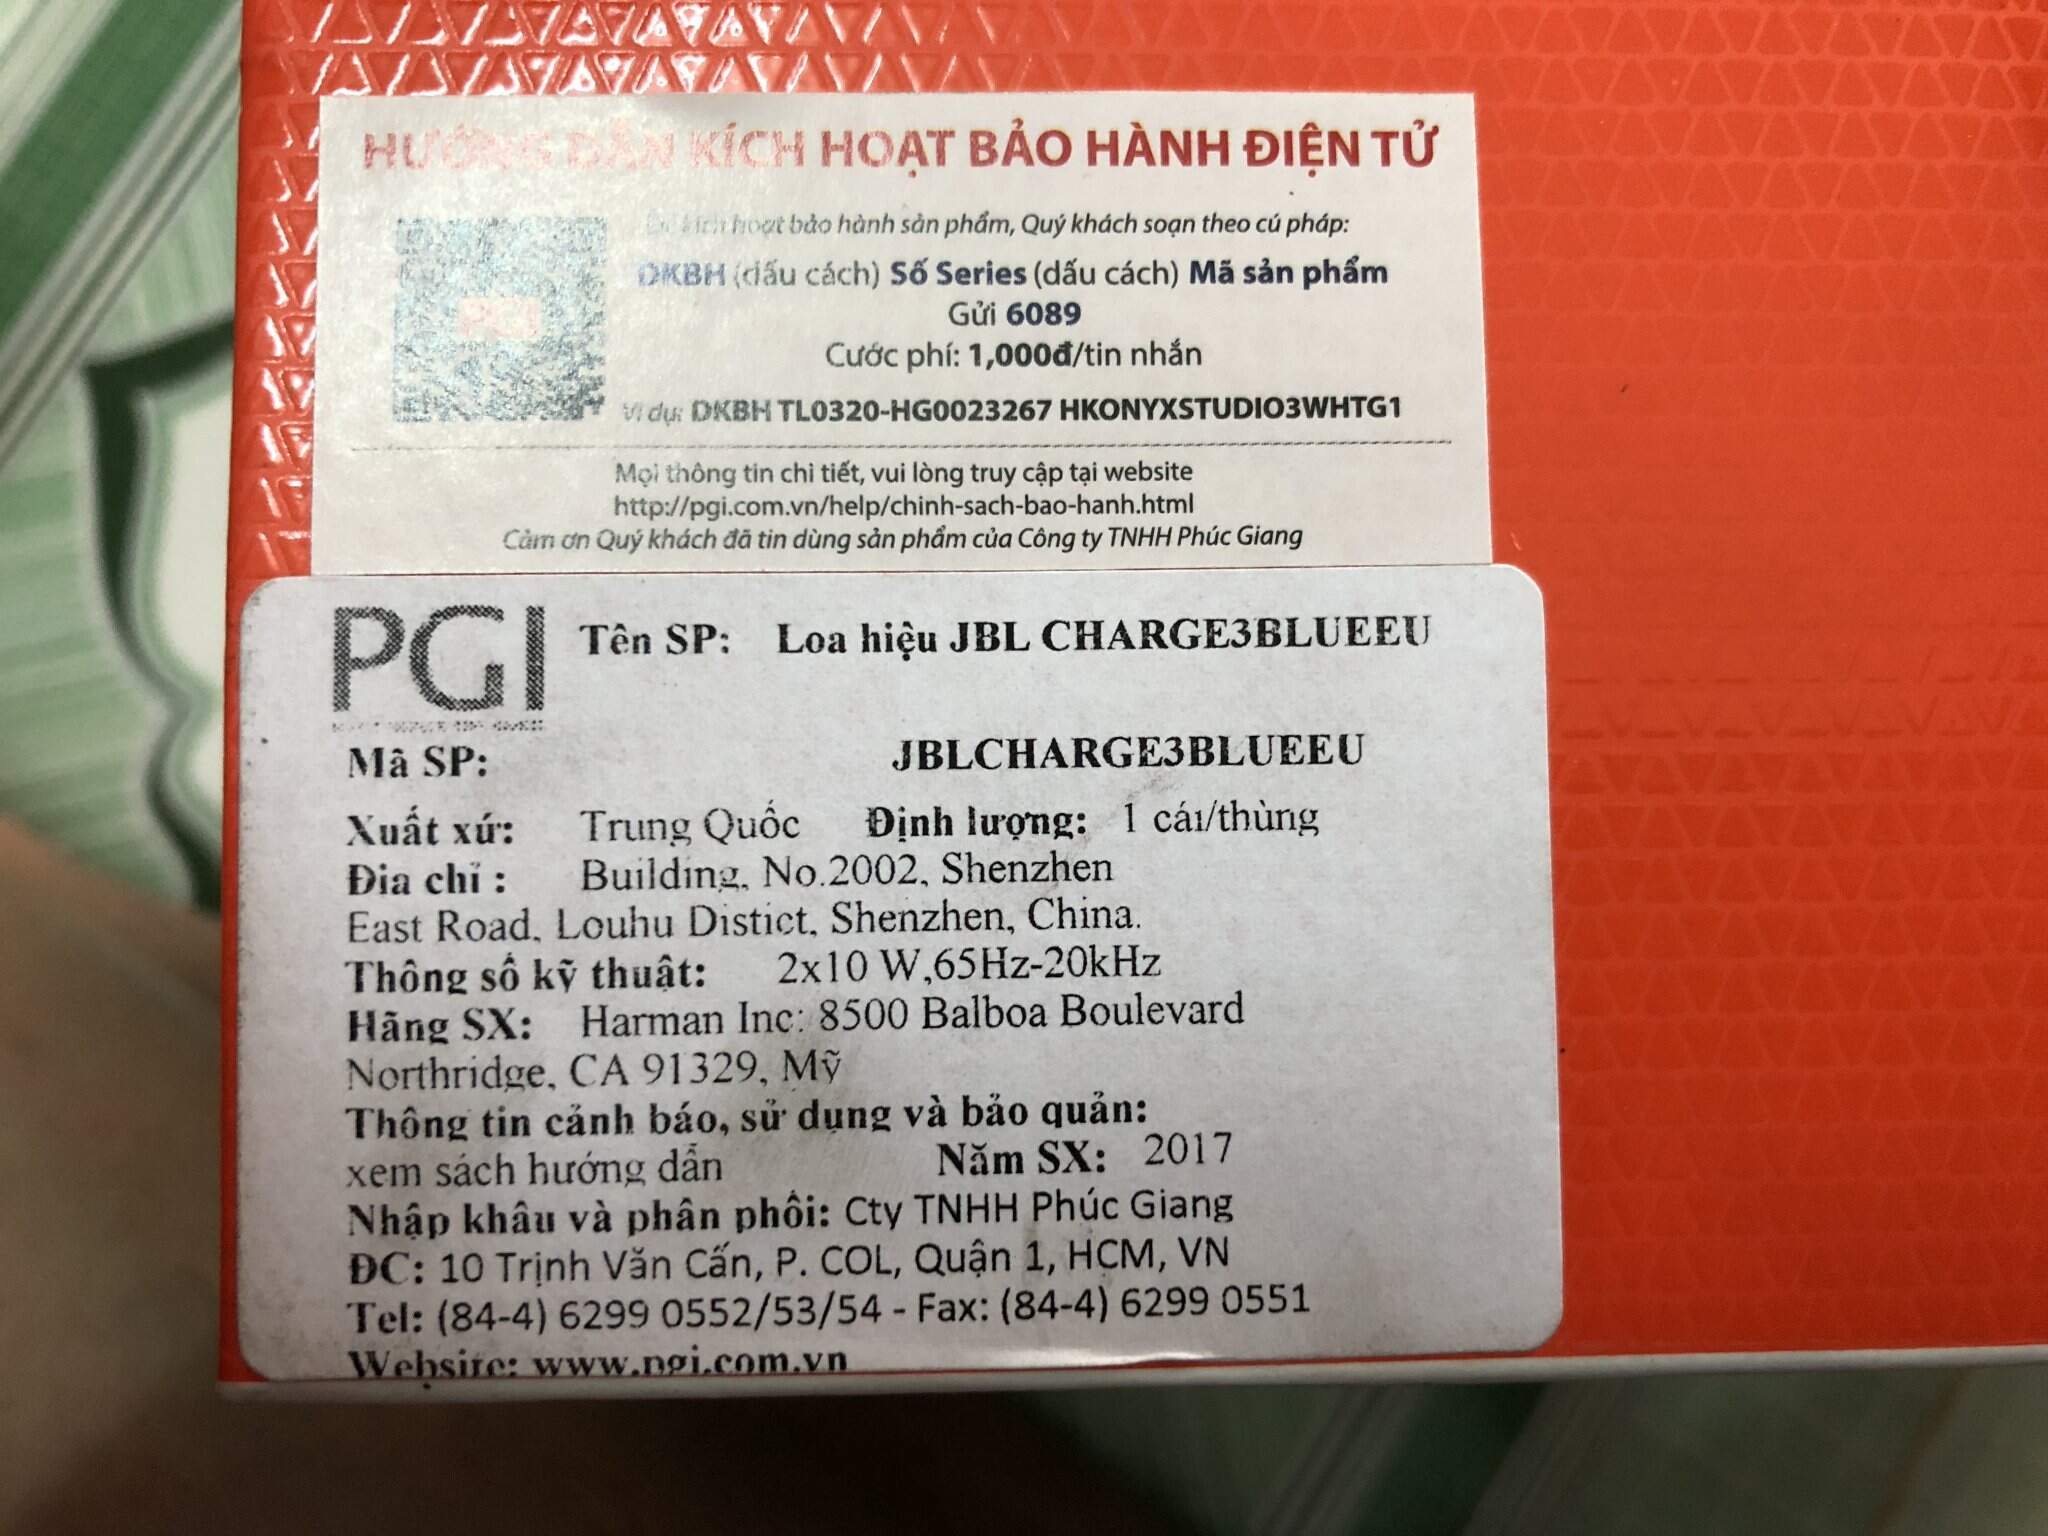 HƯỚNG DẪN KÍCH HOẠT BẢO HÀNH ĐIỆN TỬ
Để kích hoạt bảo hành sản phẩm, Quý khách soạn theo cú pháp:
DKBH (dấu cách) Số Series (dấu cách) Mã sản phẩm
Gửi 6089
Cước phí: 1,000đ/tin nhắn
PGI
Ví dụ: DKBH TL0320-HG0023267 HKONYXSTUDIO3WHTG1
Mọi thông tin chi tiết, vui lòng truy cập tại website
http://pgi.com.vn/help/chinh-sach-bao-hanh.html
Cảm ơn Quý khách đã tin dùng sản phẩm của Công ty TNHH Phúc Giang
PGI Tên SP: Loa hiệu JBL CHARGE3BLUEEU
Mã SP: JBLCHARGE3BLUEEU
Xuất xứ: Trung Quốc Định lượng: 1 cái/thùng
Đia chỉ : Building, No.2002, Shenzhen
East Road, Louhu Distict, Shenzhen, China.
Thông số kỹ thuật: 2x10 W,65Hz-20kHz
Hãng SX: Harman Inc: 8500 Balboa Boulevard
Northridge, CA 91329, Mỹ
Thông tin cảnh báo, sử dụng và bảo quản:
xem sách hướng dẫn Năm SX: 2017
Nhập khẩu và phân phối: Cty TNHH Phúc Giang
ĐC: 10 Trịnh Văn Cấn, P. COL, Quận 1, HCM, VN
Tel: (84-4) 6299 0552/53/54 - Fax: (84-4) 6299 0551
Website: www.pgi.com.vn